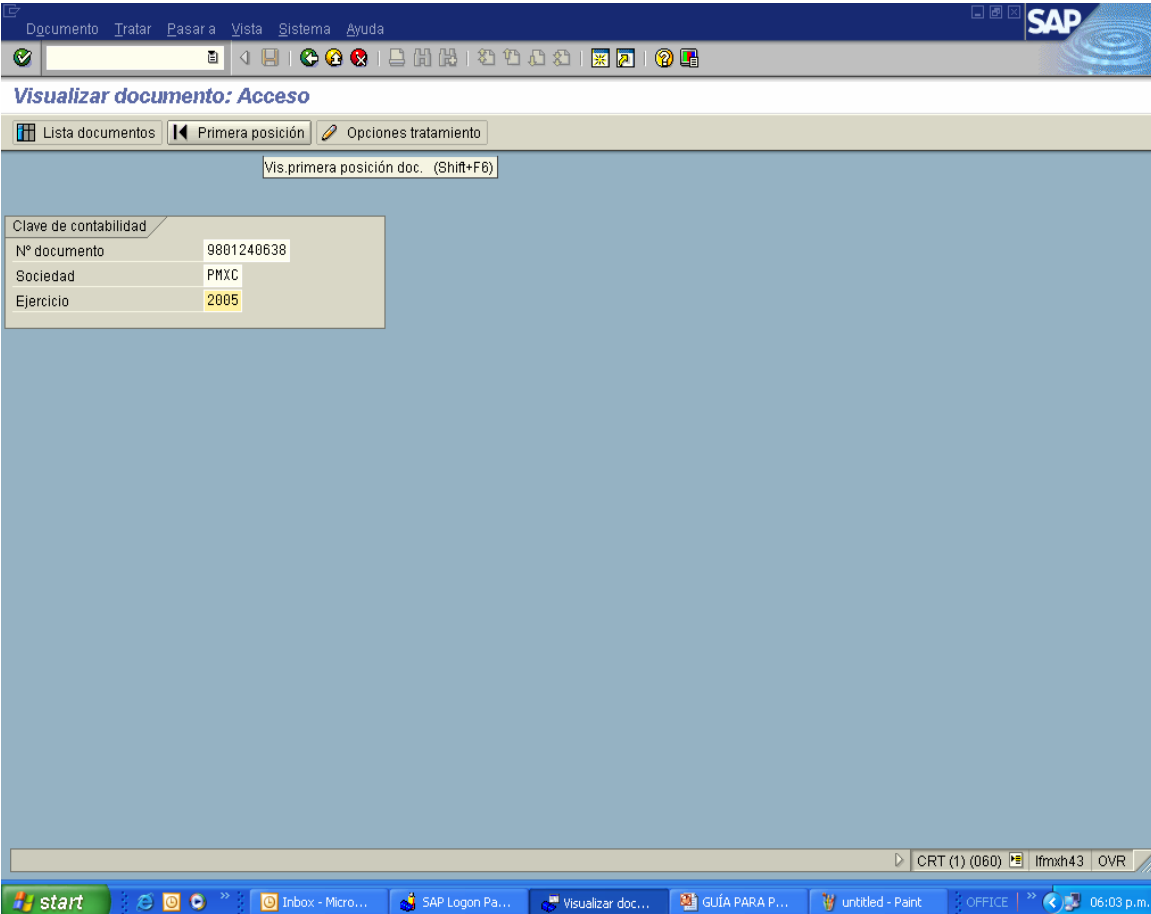 Documento Tratar Pasar a Vista Sistema Ayuda
SAP
Visualizar documento: Acceso
Lista documentos Primera posición Opciones tratamiento
Vis.primera posición doc. (Shift+F6)
Clave de contabilidad
Nº documento 9801240638
Sociedad PMXC
Ejercicio 2005
CRT (1) (060) lfmxh43 OVR
start Inbox - Micro... SAP Logon Pa... Visualizar doc... GUÍA PARA P... untitled - Paint OFFICE 06:03 p.m.